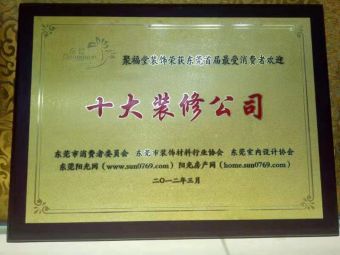 聚福堂装饰荣获东莞首届最受消费者欢迎
十大装修公司
东莞市消费者委员会 东莞市装饰材料行业协会 东莞室内设计协会
东莞阳光网（www.sun0769.com）阳光房产网（home.sun0769.com）
二〇一二年三月